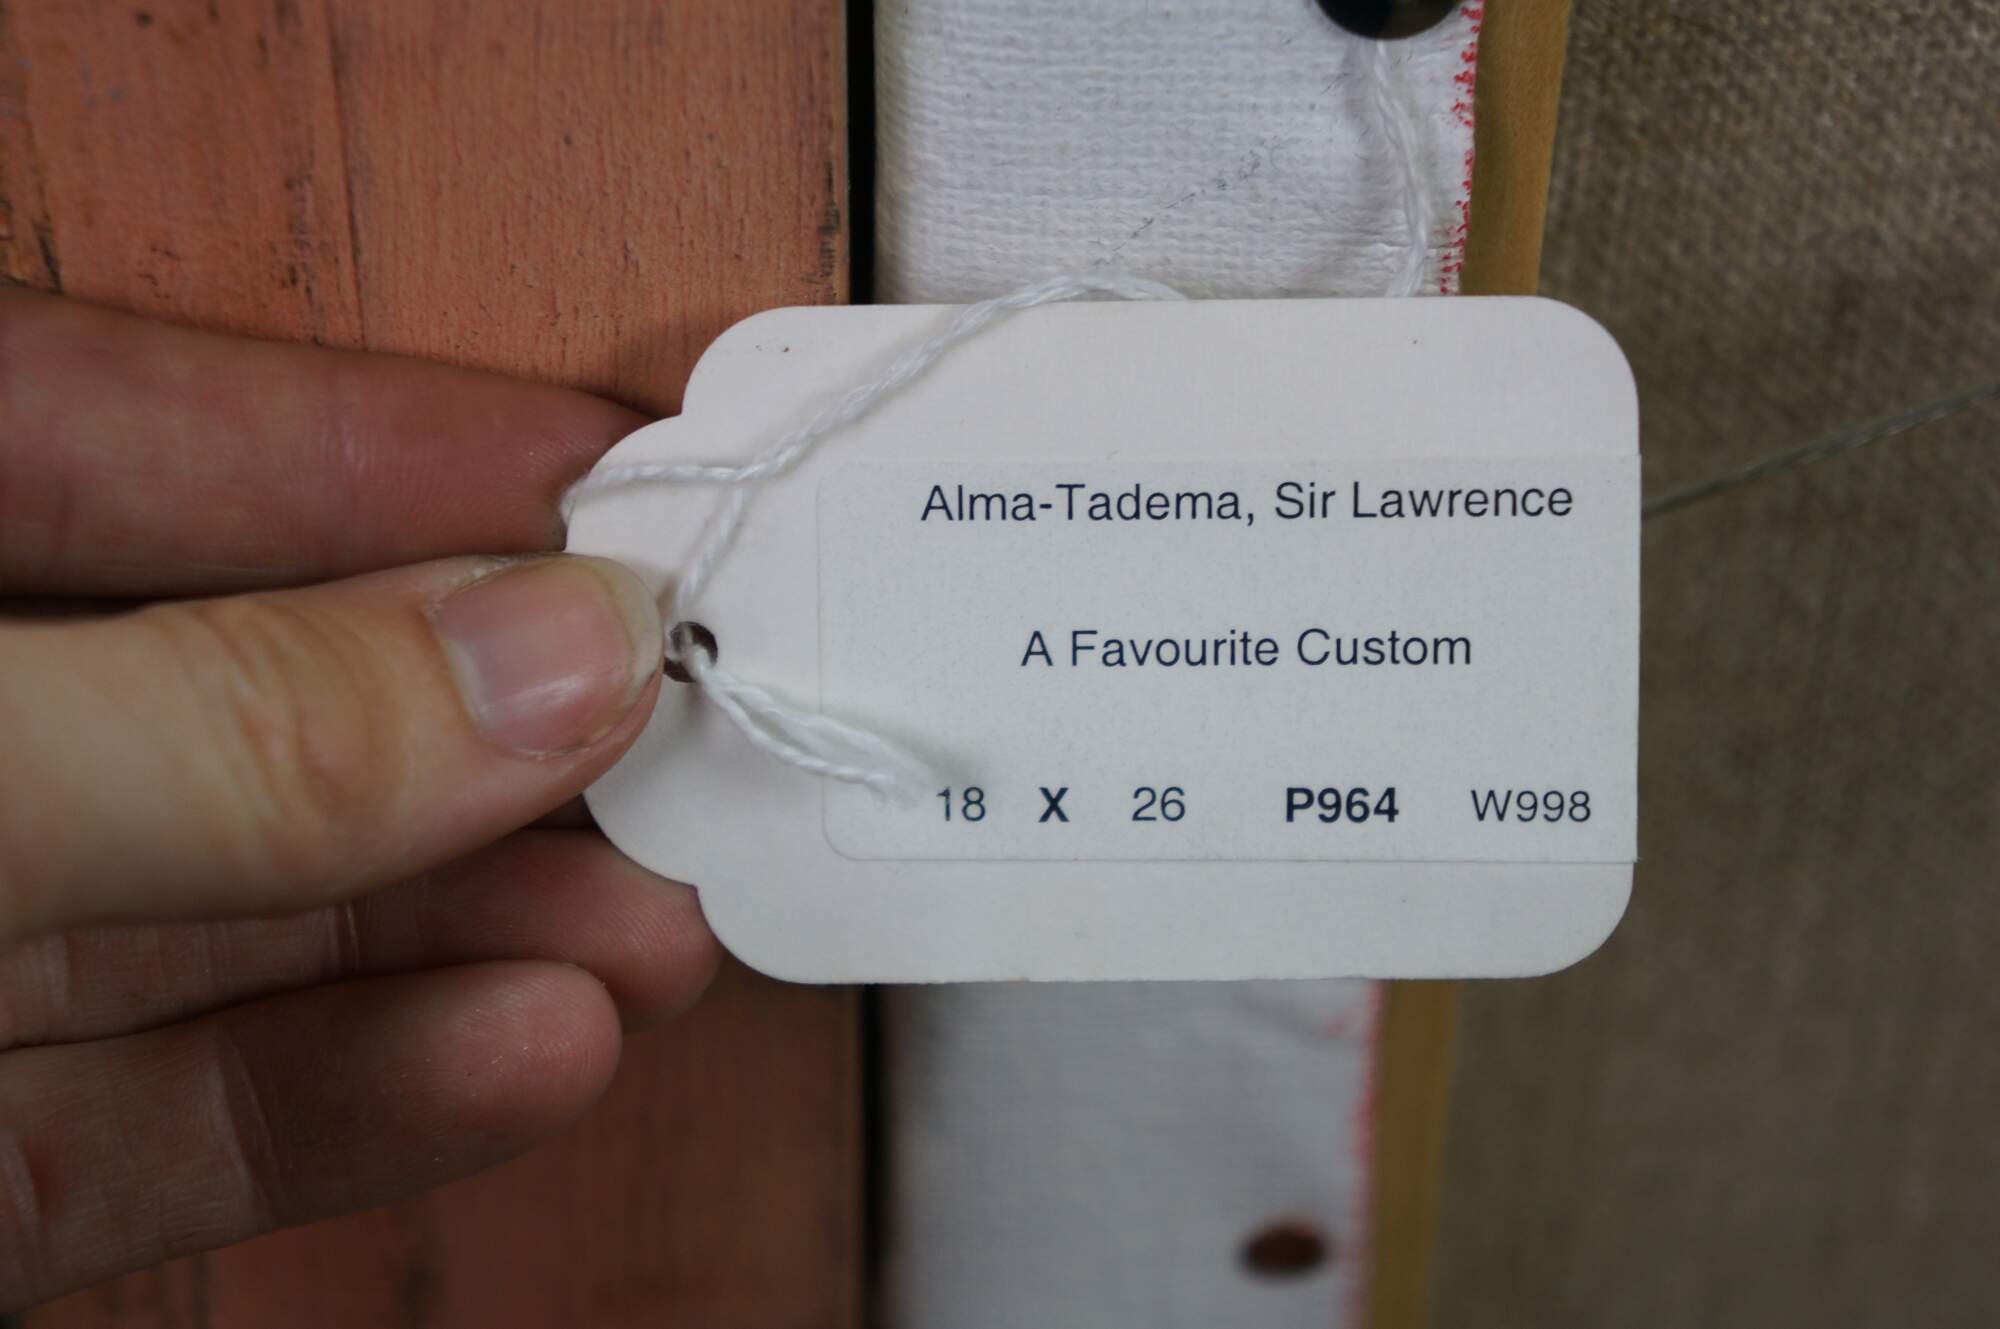 Alma-Tadema, Sir Lawrence
A Favourite Custom
18 X 26 P964 W998